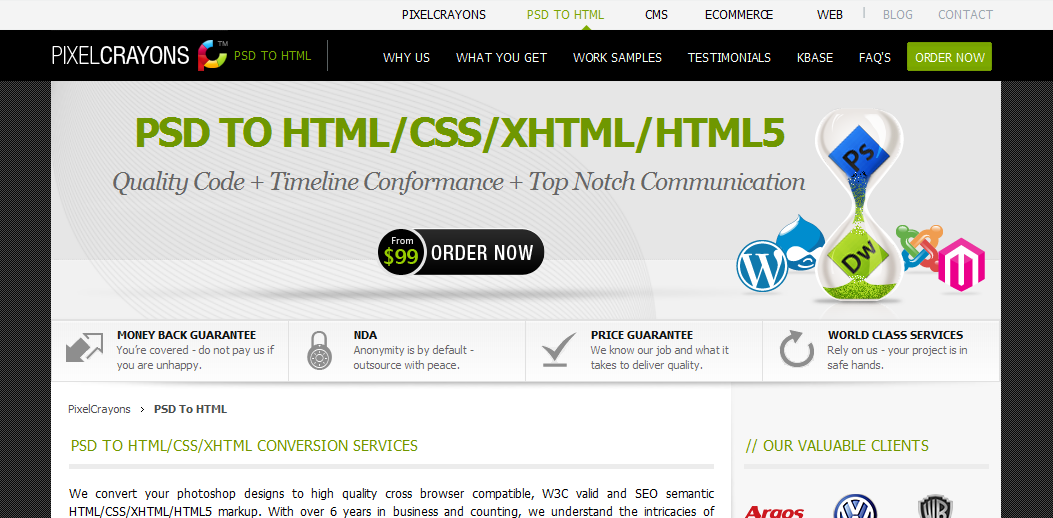 PIXELCRAYONS PSD TO HTML CMS ECOMMERCE WEB | BLOG CONTACT
PIXELCRAYONS TM PSD TO HTML WHY US WHAT YOU GET WORK SAMPLES TESTIMONIALS KBASE FAQ'S ORDER NOW
PSD TO HTML/CSS/XHTML/HTML5
Quality Code + Timeline Conformance + Top Notch Communication
Ps
Dw
From
$99
ORDER NOW
MONEY BACK GUARANTEE
You're covered - do not pay us if
you are unhappy.
NDA
Anonymity is by default -
outsource with peace.
PRICE GUARANTEE
We know our job and what it
takes to deliver quality.
WORLD CLASS SERVICES
Rely on us - your project is in
safe hands.
PixelCrayons › PSD To HTML
PSD TO HTML/CSS/XHTML CONVERSION SERVICES
We convert your photoshop designs to high quality cross browser compatible, W3C valid and SEO semantic
HTML/CSS/XHTML/HTML5 markup. With over 6 years in business and counting, we understand the intricacies of
// OUR VALUABLE CLIENTS
Argos